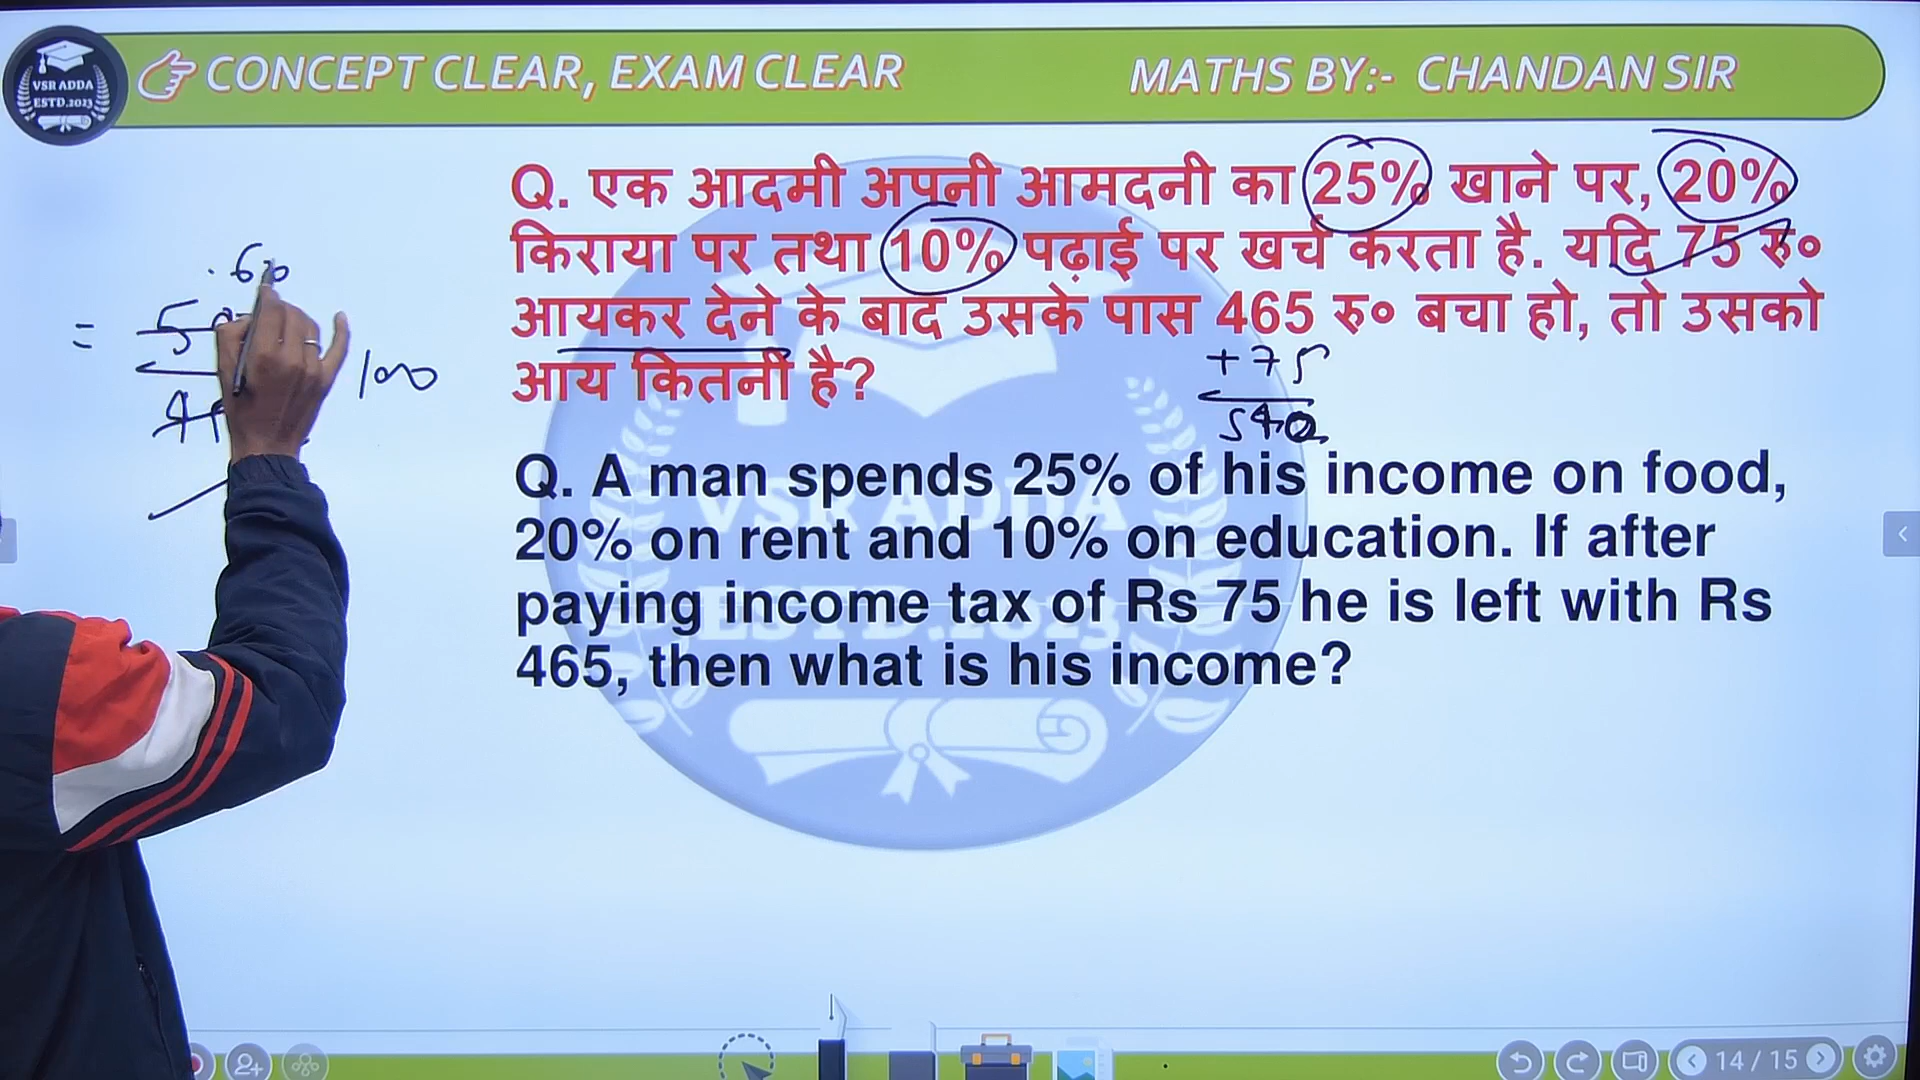 VSR ADDA
ESTD.2023
CONCEPT CLEAR, EXAM CLEAR
MATHS BY:- CHANDAN SIR
Q. एक आदमी अपनी आमदनी का 25% खाने पर, 20%
किराया पर तथा 10% पढ़ाई पर खर्च करता है. यदि 75 रु०
आयकर देने के बाद उसके पास 465 रु० बचा हो, तो उसको
आय कितनी है?
+75
540
=
100
Q. A man spends 25% of his income on food,
20% on rent and 10% on education. If after
paying income tax of Rs 75 he is left with Rs
465, then what is his income?
VSR ADDA
ESTD.2023
14 / 15